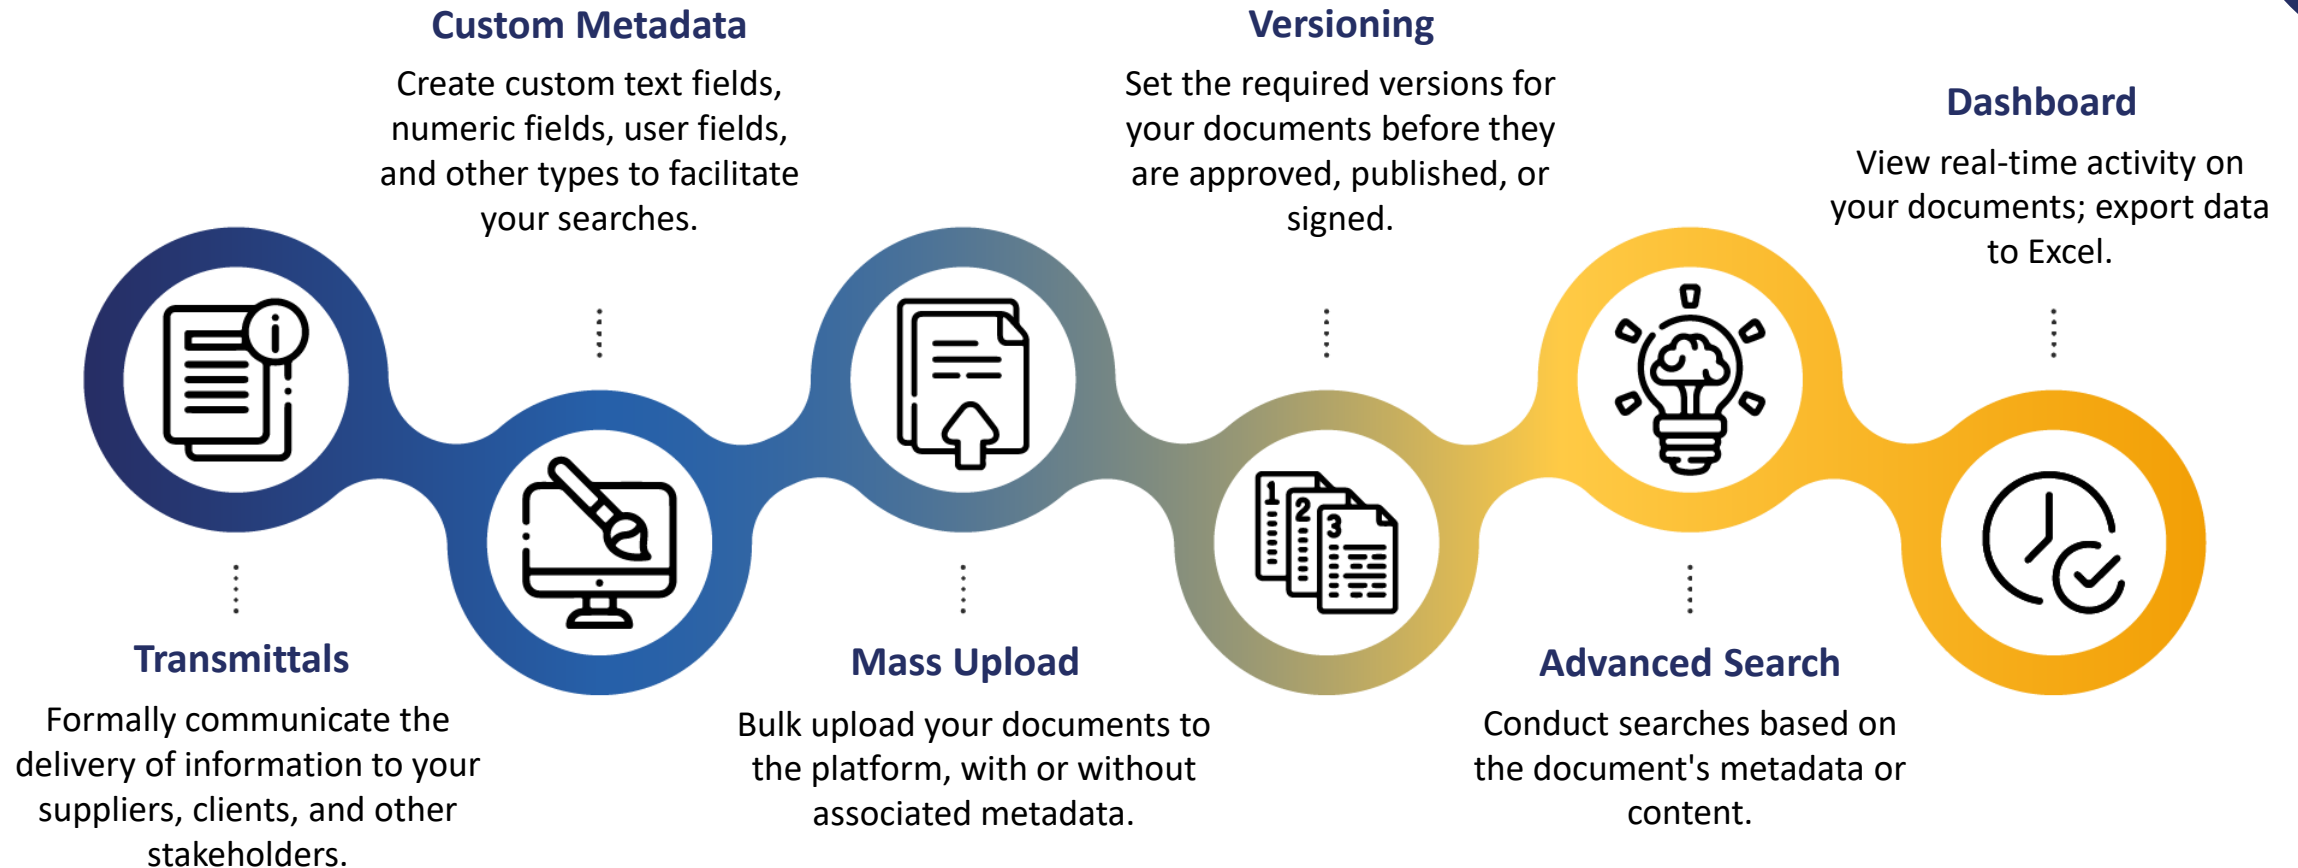 Custom Metadata
Create custom text fields,
numeric fields, user fields,
and other types to facilitate
your searches.
Versioning
Set the required versions for
your documents before they
are approved, published, or
signed.
Dashboard
View real-time activity on
your documents; export data
to Excel.
i
1
2
3
Transmittals
Formally communicate the
delivery of information to your
suppliers, clients, and other
stakeholders.
Mass Upload
Bulk upload your documents to
the platform, with or without
associated metadata.
Advanced Search
Conduct searches based on
the document's metadata or
content.